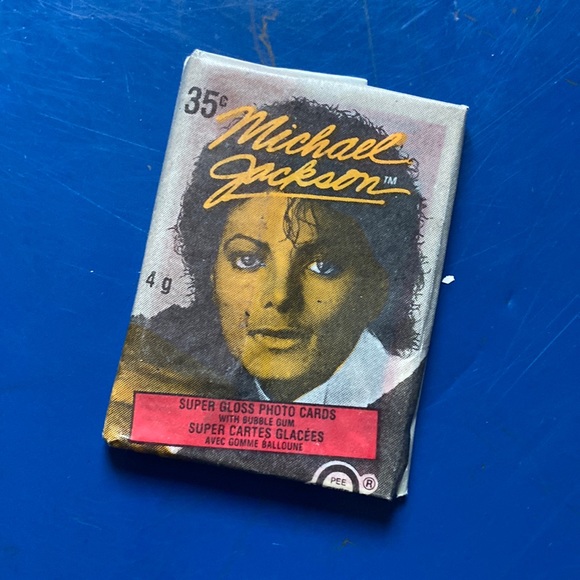 35¢
Michael
Jackson™
4 g
SUPER GLOSS PHOTO CARDS
WITH BUBBLE GUM
SUPER CARTES GLACÉES
AVEC GOMME BALLOUNE
PEE
®